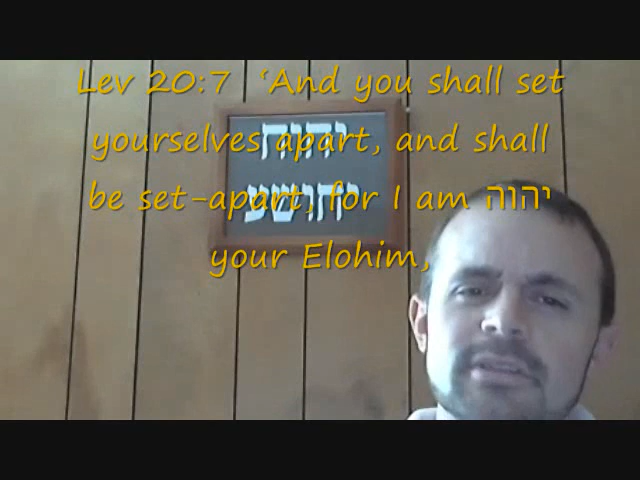 Lev 20:7 ‘And you shall set
yourselves apart, and shall
be set-apart, for I am יהוה
your Elohim,
יהוה
יהושע